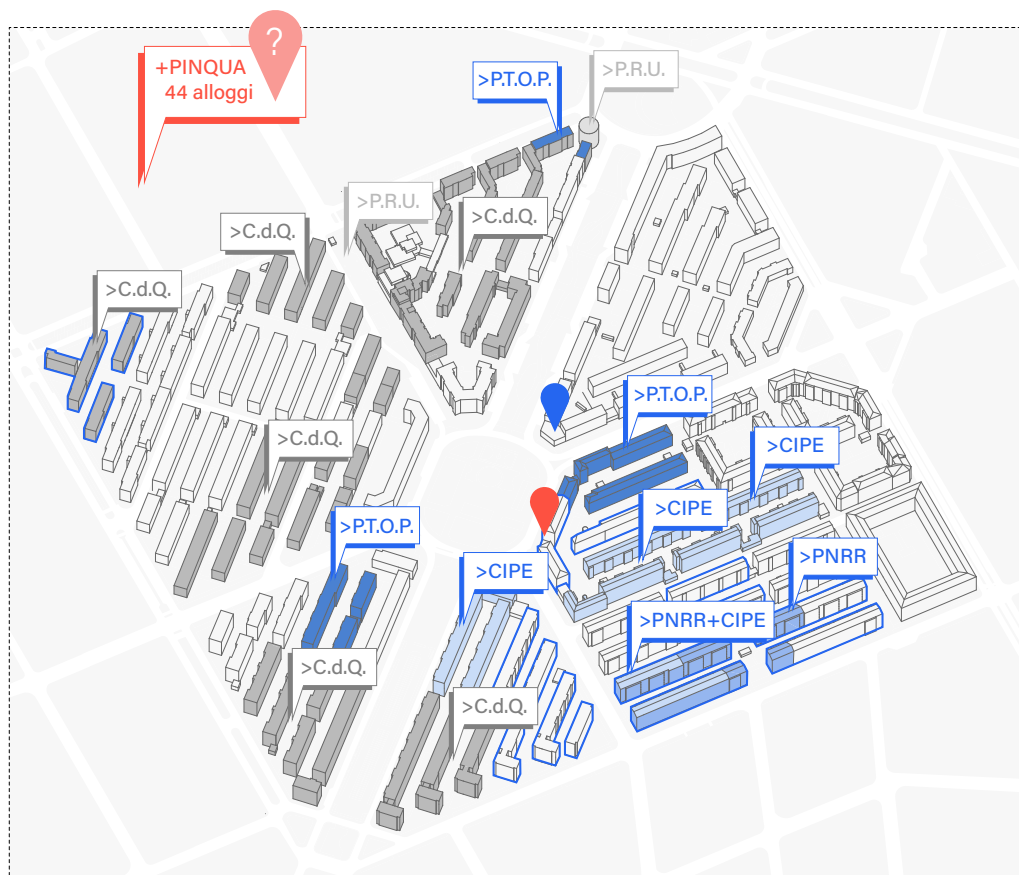 ?
+PINQUA
44 alloggi
>P.T.O.P.
>P.R.U.
>P.R.U.
>C.d.Q.
>C.d.Q.
>C.d.Q.
>P.T.O.P.
>C.d.Q.
>CIPE
>CIPE
>P.T.O.P.
>CIPE
>PNRR
>PNRR+CIPE
>C.d.Q.
>C.d.Q.